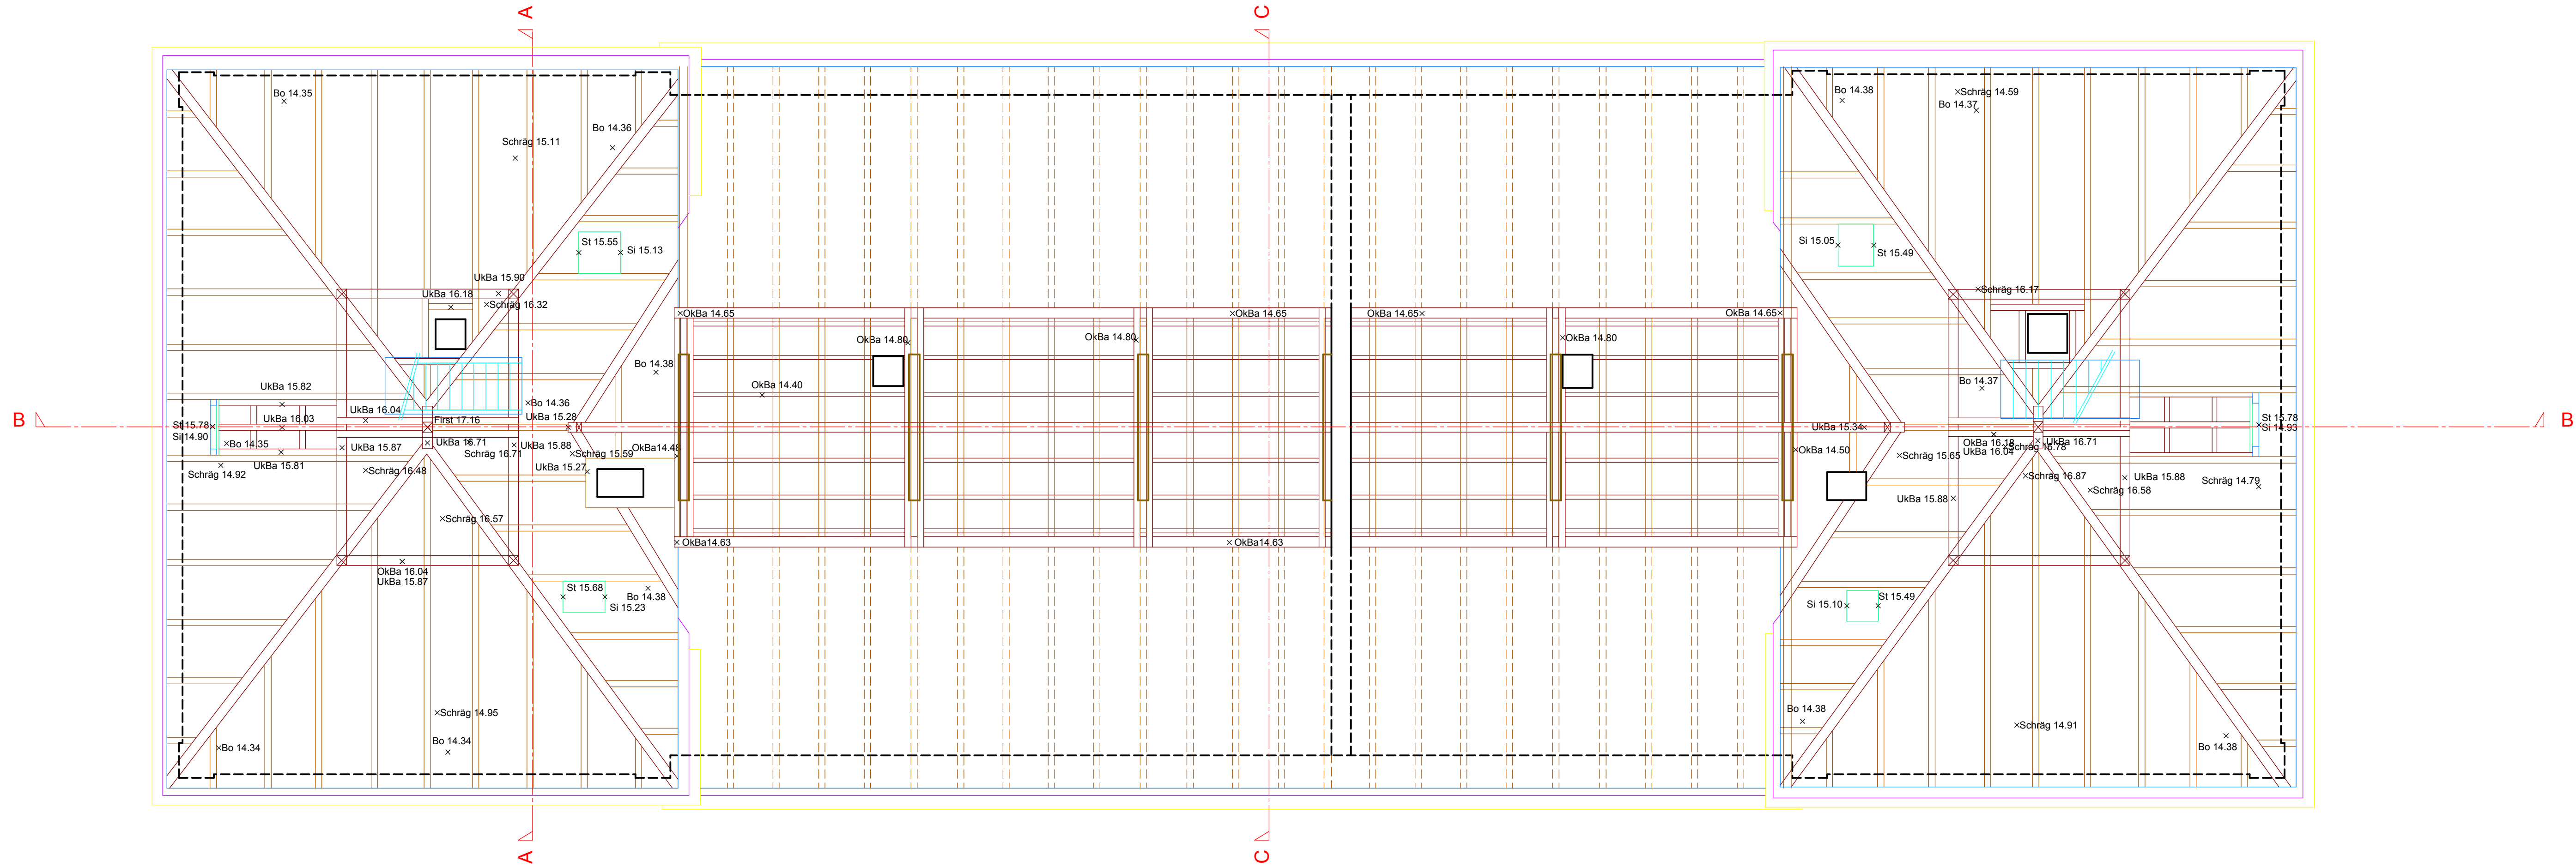 A
C
Bo 14.35
Bo 14.36
Schräg 15.11
St 15.55
Si 15.13
UkBa 15.90
UkBa 16.18
Schräg 16.32
Bo 14.38
UkBa 15.82
UkBa 16.03
UkBa 16.04
First 17.16
Bo 14.36
UkBa 15.28
B
St 15.78
Si 14.90
Bo 14.35
UkBa 15.87
UkBa 16.71
Schräg 16.71
UkBa 15.88
Schräg 15.59
OkBa14.48
UkBa 15.81
Schräg 14.92
Schräg 16.48
UkBa 15.27
Schräg 16.57
OkBa 16.04
UkBa 15.87
St 15.68
Si 15.23
Bo 14.38
Schräg 14.95
Bo 14.34
Bo 14.34
OkBa 14.65
OkBa 14.65
OkBa 14.65
OkBa 14.65
OkBa 14.80
OkBa 14.80
OkBa 14.80
OkBa 14.40
OkBa14.63
OkBa14.63
Bo 14.38
Schräg 14.59
Bo 14.37
Si 15.05
St 15.49
Schräg 16.17
Bo 14.37
UkBa 15.34
OkBa 14.50
Schräg 15.65
OkBa 16.18
UkBa 16.04
UkBa 16.71
Schräg 16.78
St 15.78
Si 14.93
B
Schräg 16.87
Schräg 16.58
UkBa 15.88
UkBa 15.88
Schräg 14.79
Si 15.10
St 15.49
Bo 14.38
Schräg 14.91
Bo 14.38
A
C